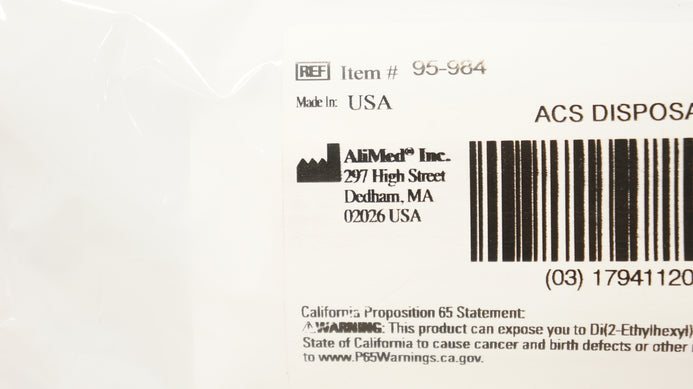 REF Item # 95-984
Made In: USA
ACS
AliMed® Inc.
297 High Street
Dedham, MA
02026 USA
(03) 17941120
California Proposition 65 Statement:
⚠WARNING: This product can expose you to Di(2-Ethylhexyl)
State of California to cause cancer and birth defects or other
to www.P65Warnings.ca.gov.